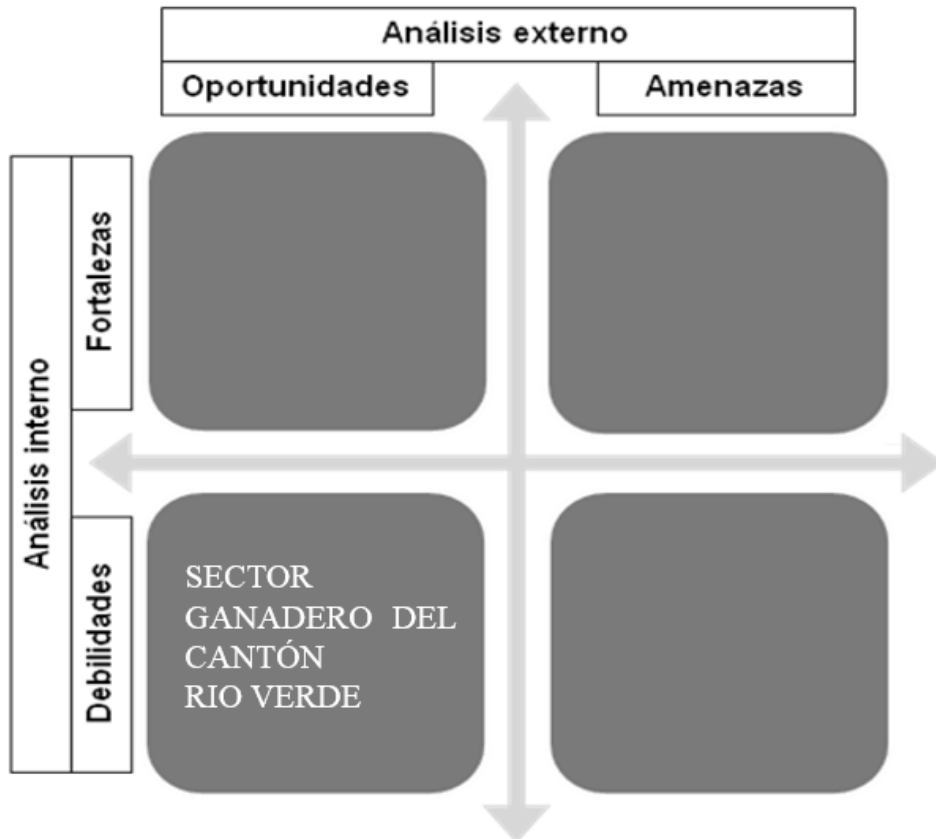 Análisis externo
Oportunidades
Amenazas
Análisis interno
Fortalezas
Debilidades
SECTOR
GANADERO DEL
CANTÓN
RIO VERDE